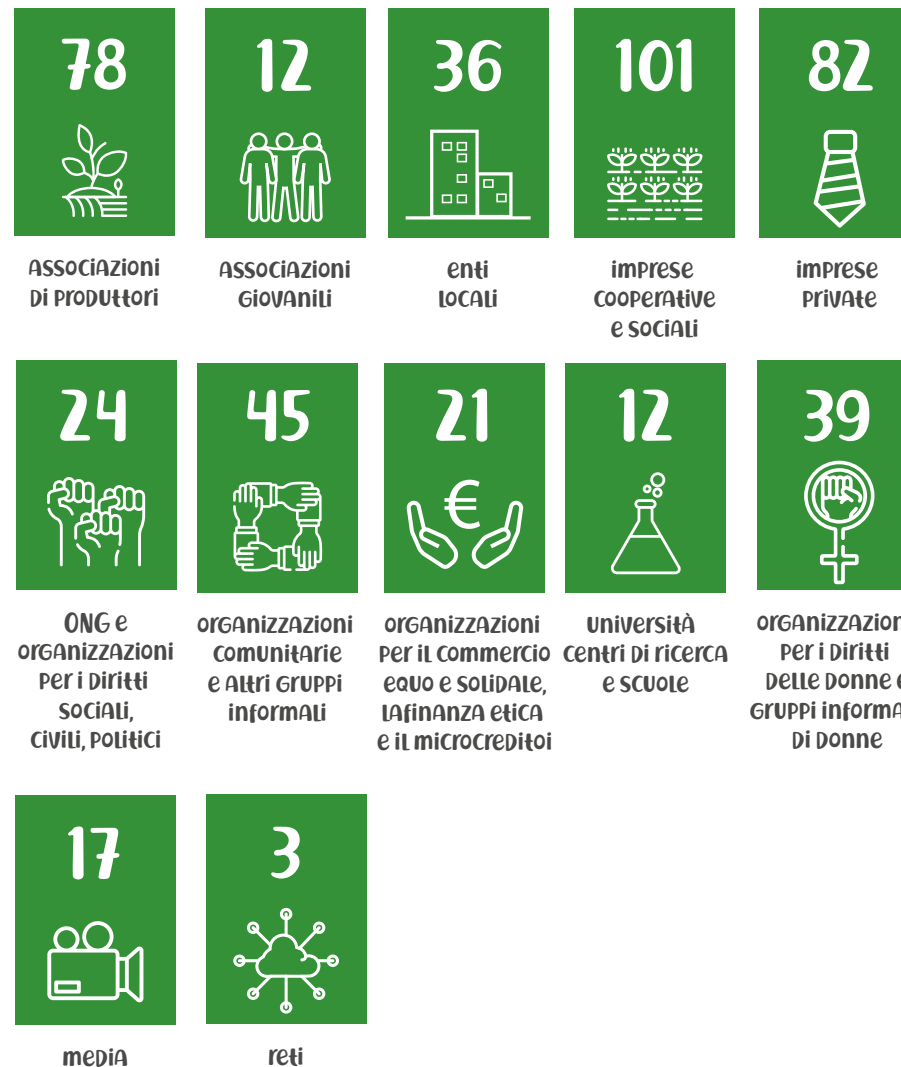 78
ASSOCIAZIONI
DI PRODUTTORI
12
ASSOCIAZIONI
GIOVANILI
36
ENTI
LOCALI
101
IMPRESE
COOPERATIVE
E SOCIALI
82
IMPRESE
PRIVATE
24
ONG E
ORGANIZZAZIONI
PER I DIRITTI
SOCIALI,
CIVILI, POLITICI
45
ORGANIZZAZIONI
COMUNITARIE
E ALTRI GRUPPI
INFORMALI
21
€
ORGANIZZAZIONI
PER IL COMMERCIO
EQUO E SOLIDALE,
LAFINANZA ETICA
E IL MICROCREDITOI
12
UNIVERSITÀ
CENTRI DI RICERCA
E SCUOLE
39
PER I DIRITTI
DELLE DONNE
GRUPPI
DI DONNE
17
MEDIA
3
RETI